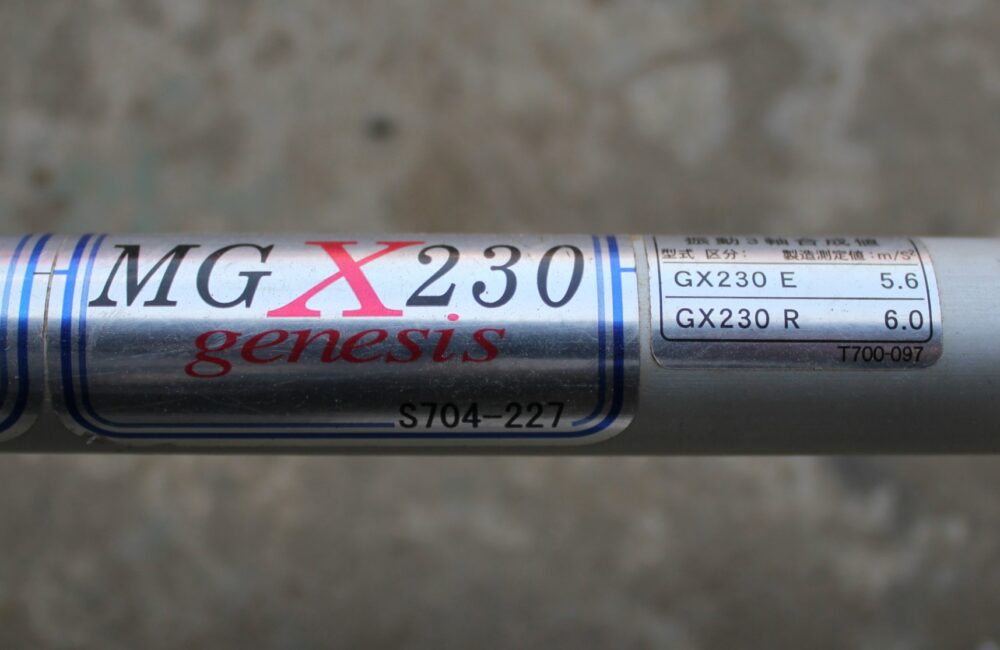 MGX230
genesis
S704-227
振動3軸合成値
型式 区分: 製造測定値:m/s²
GX230 E 5.6
GX230 R 6.0
T700-097